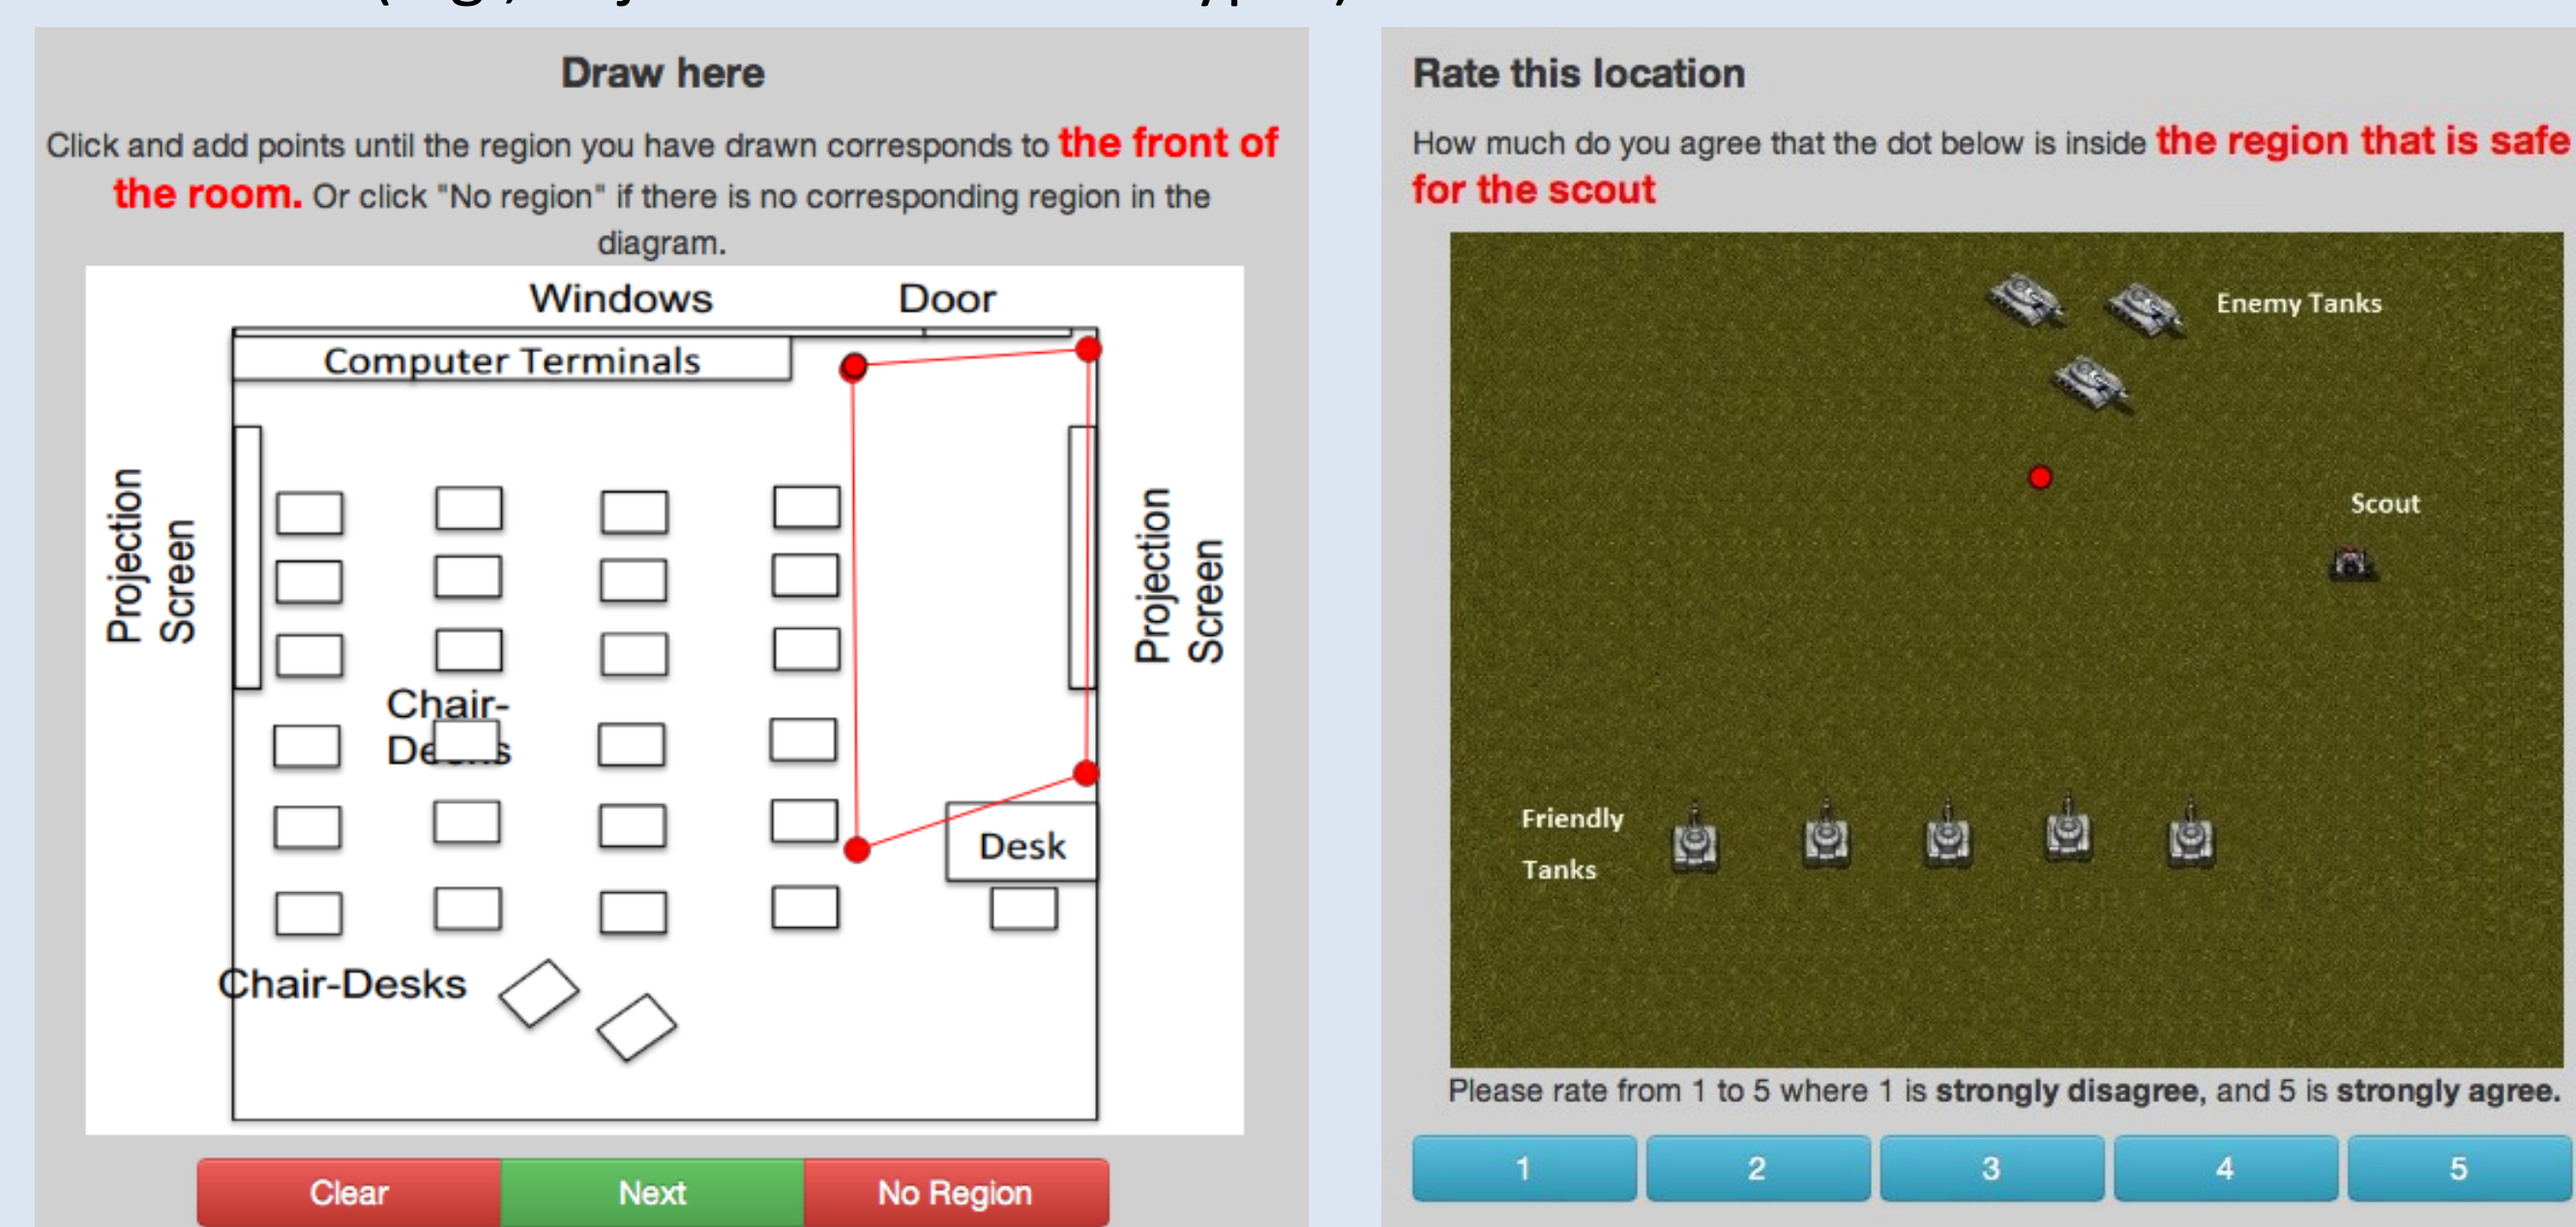 Draw here
Click and add points until the region you have drawn corresponds to the front of
the room. Or click "No region" if there is no corresponding region in the
diagram.
Windows
Door
Computer Terminals
Projection
Screen
Projection
Screen
Chair-
Desk
Chair-Desks
Clear
Next
No Region
Rate this location
How much do you agree that the dot below is inside the region that is safe
for the scout
Enemy Tanks
Scout
Friendly
Tanks
Please rate from 1 to 5 where 1 is strongly disagree, and 5 is strongly agree.
1
2
3
4
5